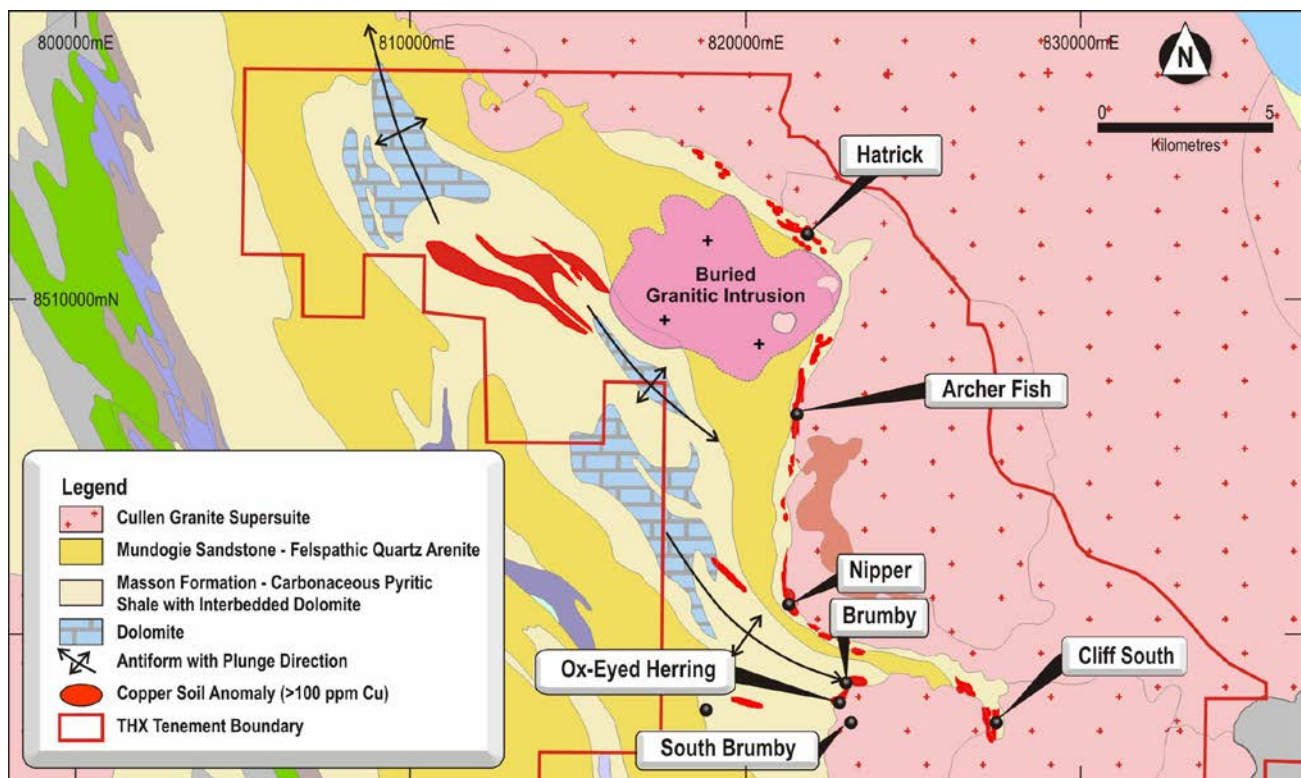 800000mE
810000mE
820000mE
830000mE
N
0
5
Kilometres
Hatrick
8510000mN
Buried
Granitic Intrusion
Archer Fish
Nipper
Brumby
Ox-Eyed Herring
Cliff South
South Brumby
Legend
Cullen Granite Supersuite
Mundogie Sandstone - Felspathic Quartz Arenite
Masson Formation - Carbonaceous Pyritic
Shale with Interbedded Dolomite
Dolomite
Antiform with Plunge Direction
Copper Soil Anomaly (>100 ppm Cu)
THX Tenement Boundary